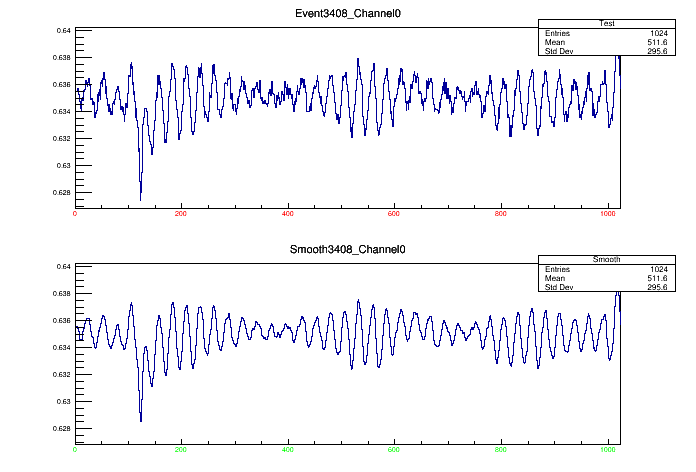 Event3408_Channel0
Test
Entries 1024
Mean 511.6
Std Dev 295.6
0.64
0.638
0.636
0.634
0.632
0.63
0.628
0 200 400 600 800 1000
Smooth3408_Channel0
Smooth
Entries 1024
Mean 511.6
Std Dev 295.6
0.64
0.638
0.636
0.634
0.632
0.63
0.628
0 200 400 600 800 1000